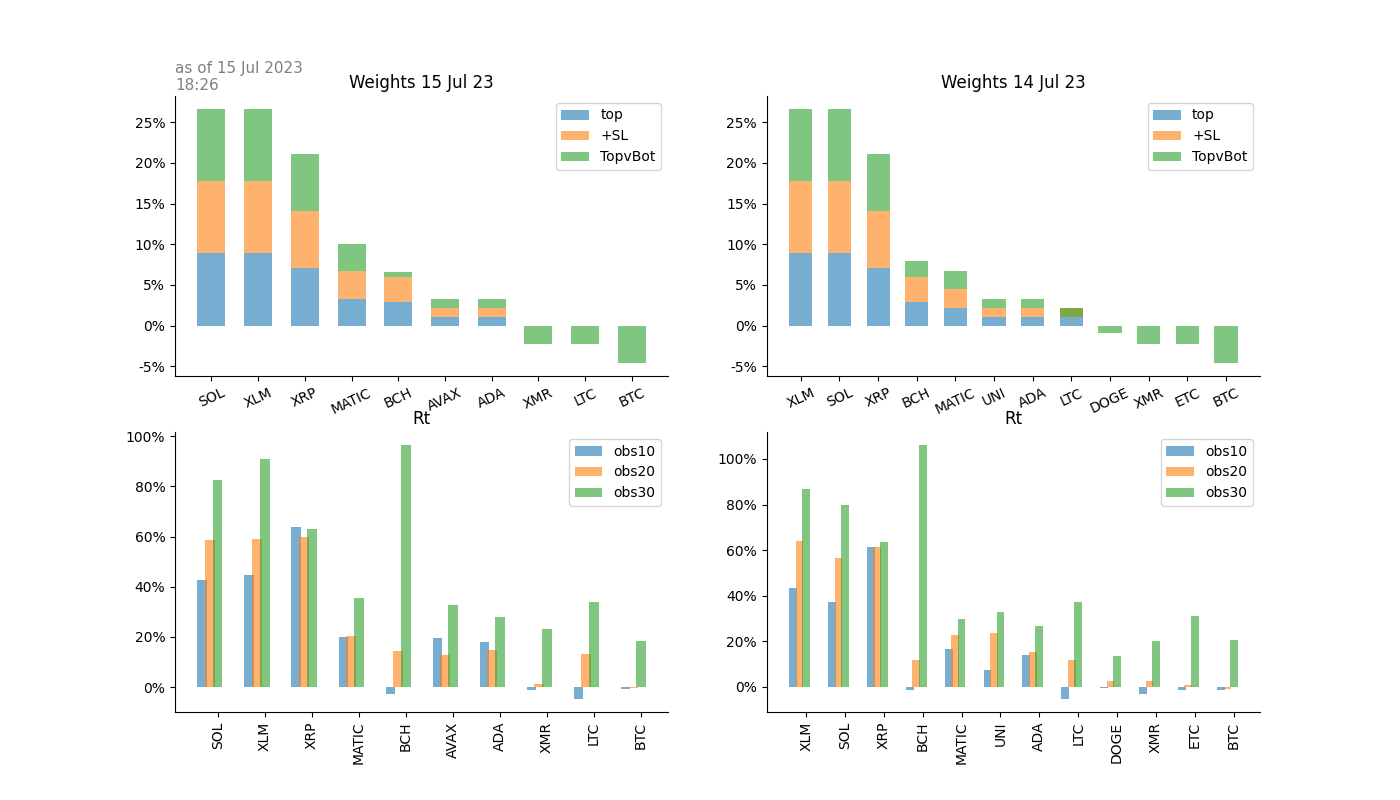 as of 15 Jul 2023
18:26
Weights 15 Jul 23
25%
20%
15%
10%
5%
0%
-5%
top
+SL
TopvBot
SOL XLM XRP MATIC BCH AVAX ADA XMR LTC BTC
Weights 14 Jul 23
25%
20%
15%
10%
5%
0%
-5%
top
+SL
TopvBot
XLM SOL XRP BCH MATIC UNI ADA LTC DOGE XMR ETC BTC
Rt
100%
80%
60%
40%
20%
0%
obs10
obs20
obs30
SOL XLM XRP MATIC BCH AVAX ADA XMR LTC BTC
Rt
100%
80%
60%
40%
20%
0%
obs10
obs20
obs30
XLM SOL XRP BCH MATIC UNI ADA LTC DOGE XMR ETC BTC